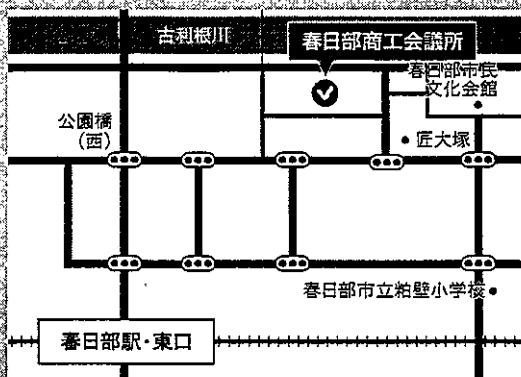 古利根川
春日部商工会議所
春日部市民
文化会館
公園橋
(西)
匠大塚
春日部市立粕壁小学校
春日部駅・東口